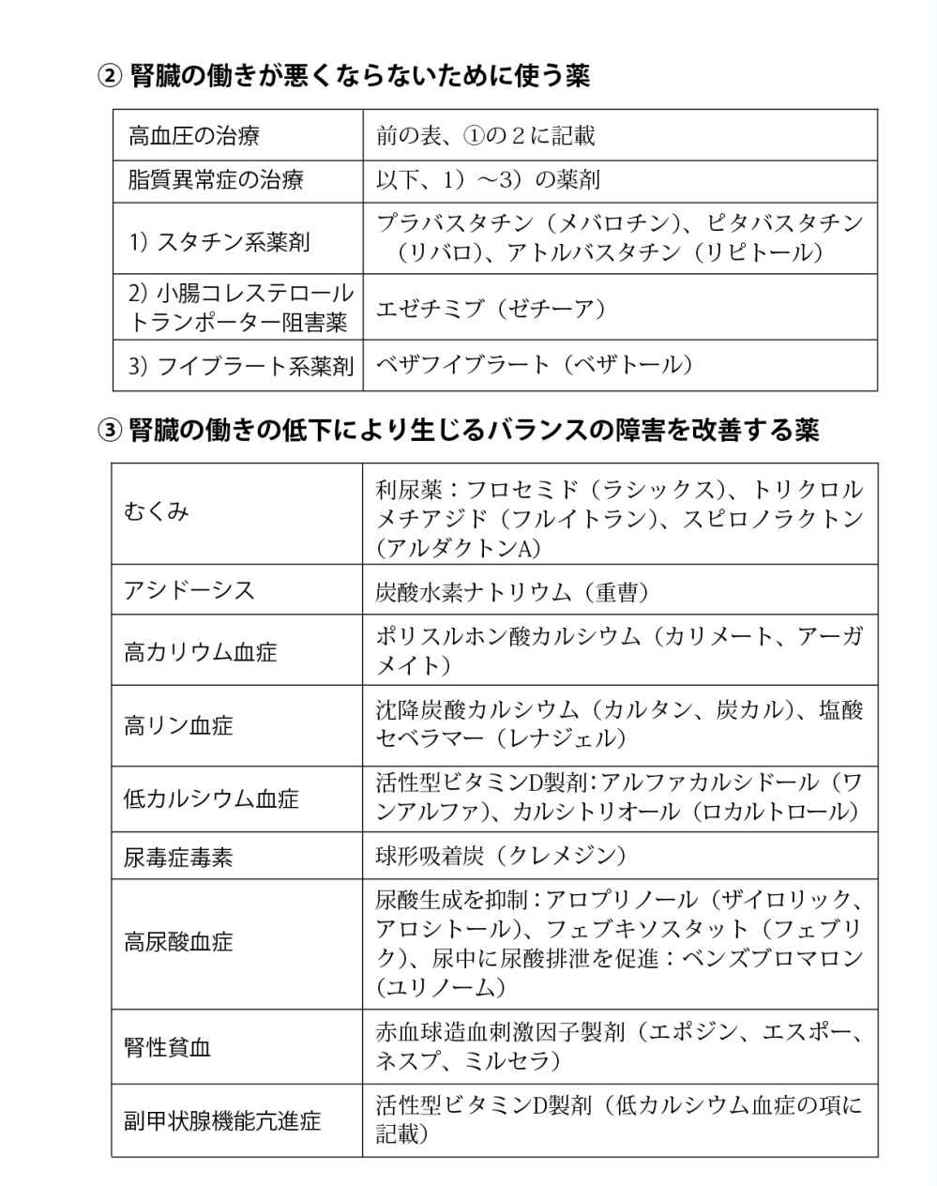 ② 腎臓の働きが悪くならないために使う薬
高血圧の治療
前の表、①の２に記載
脂質異常症の治療
以下、1）～3）の薬剤
1) スタチン系薬剤
プラバスタチン（メバロチン）、ピタバスタチン
（リバロ）、アトルバスタチン（リピトール）
2) 小腸コレステロール
トランポーター阻害薬
エゼチミブ（ゼチーア）
3) フイブラート系薬剤
ベザフイブラート（ベザトール）
③ 腎臓の働きの低下により生じるバランスの障害を改善する薬
むくみ
利尿薬：フロセミド（ラシックス）、トリクロル
メチアジド（フルイトラン）、スピロノラクトン
（アルダクトンA）
アシドーシス
炭酸水素ナトリウム（重曹）
高カリウム血症
ポリスルホン酸カルシウム（カリメート、アーガ
メイト）
高リン血症
沈降炭酸カルシウム（カルタン、炭カル）、塩酸
セベラマー（レナジェル）
低カルシウム血症
活性型ビタミンD製剤：アルファカルシドール（ワ
ンアルファ）、カルシトリオール（ロカルトロール）
尿毒症毒素
球形吸着炭（クレメジン）
高尿酸血症
尿酸生成を抑制：アロプリノール（ザイロリック、
アロシトール）、フェブキソスタット（フェブリ
ク）、尿中に尿酸排泄を促進：ベンズブロマロン
（ユリノーム）
腎性貧血
赤血球造血刺激因子製剤（エポジン、エスポー、
ネスプ、ミルセラ）
副甲状腺機能亢進症
活性型ビタミンD製剤（低カルシウム血症の項に
記載）